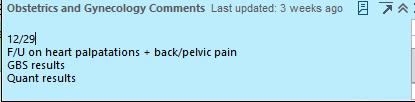 Obstetrics and Gynecology Comments Last updated: 3 weeks ago
12/29
F/U on heart palpatations + back/pelvic pain
GBS results
Quant results